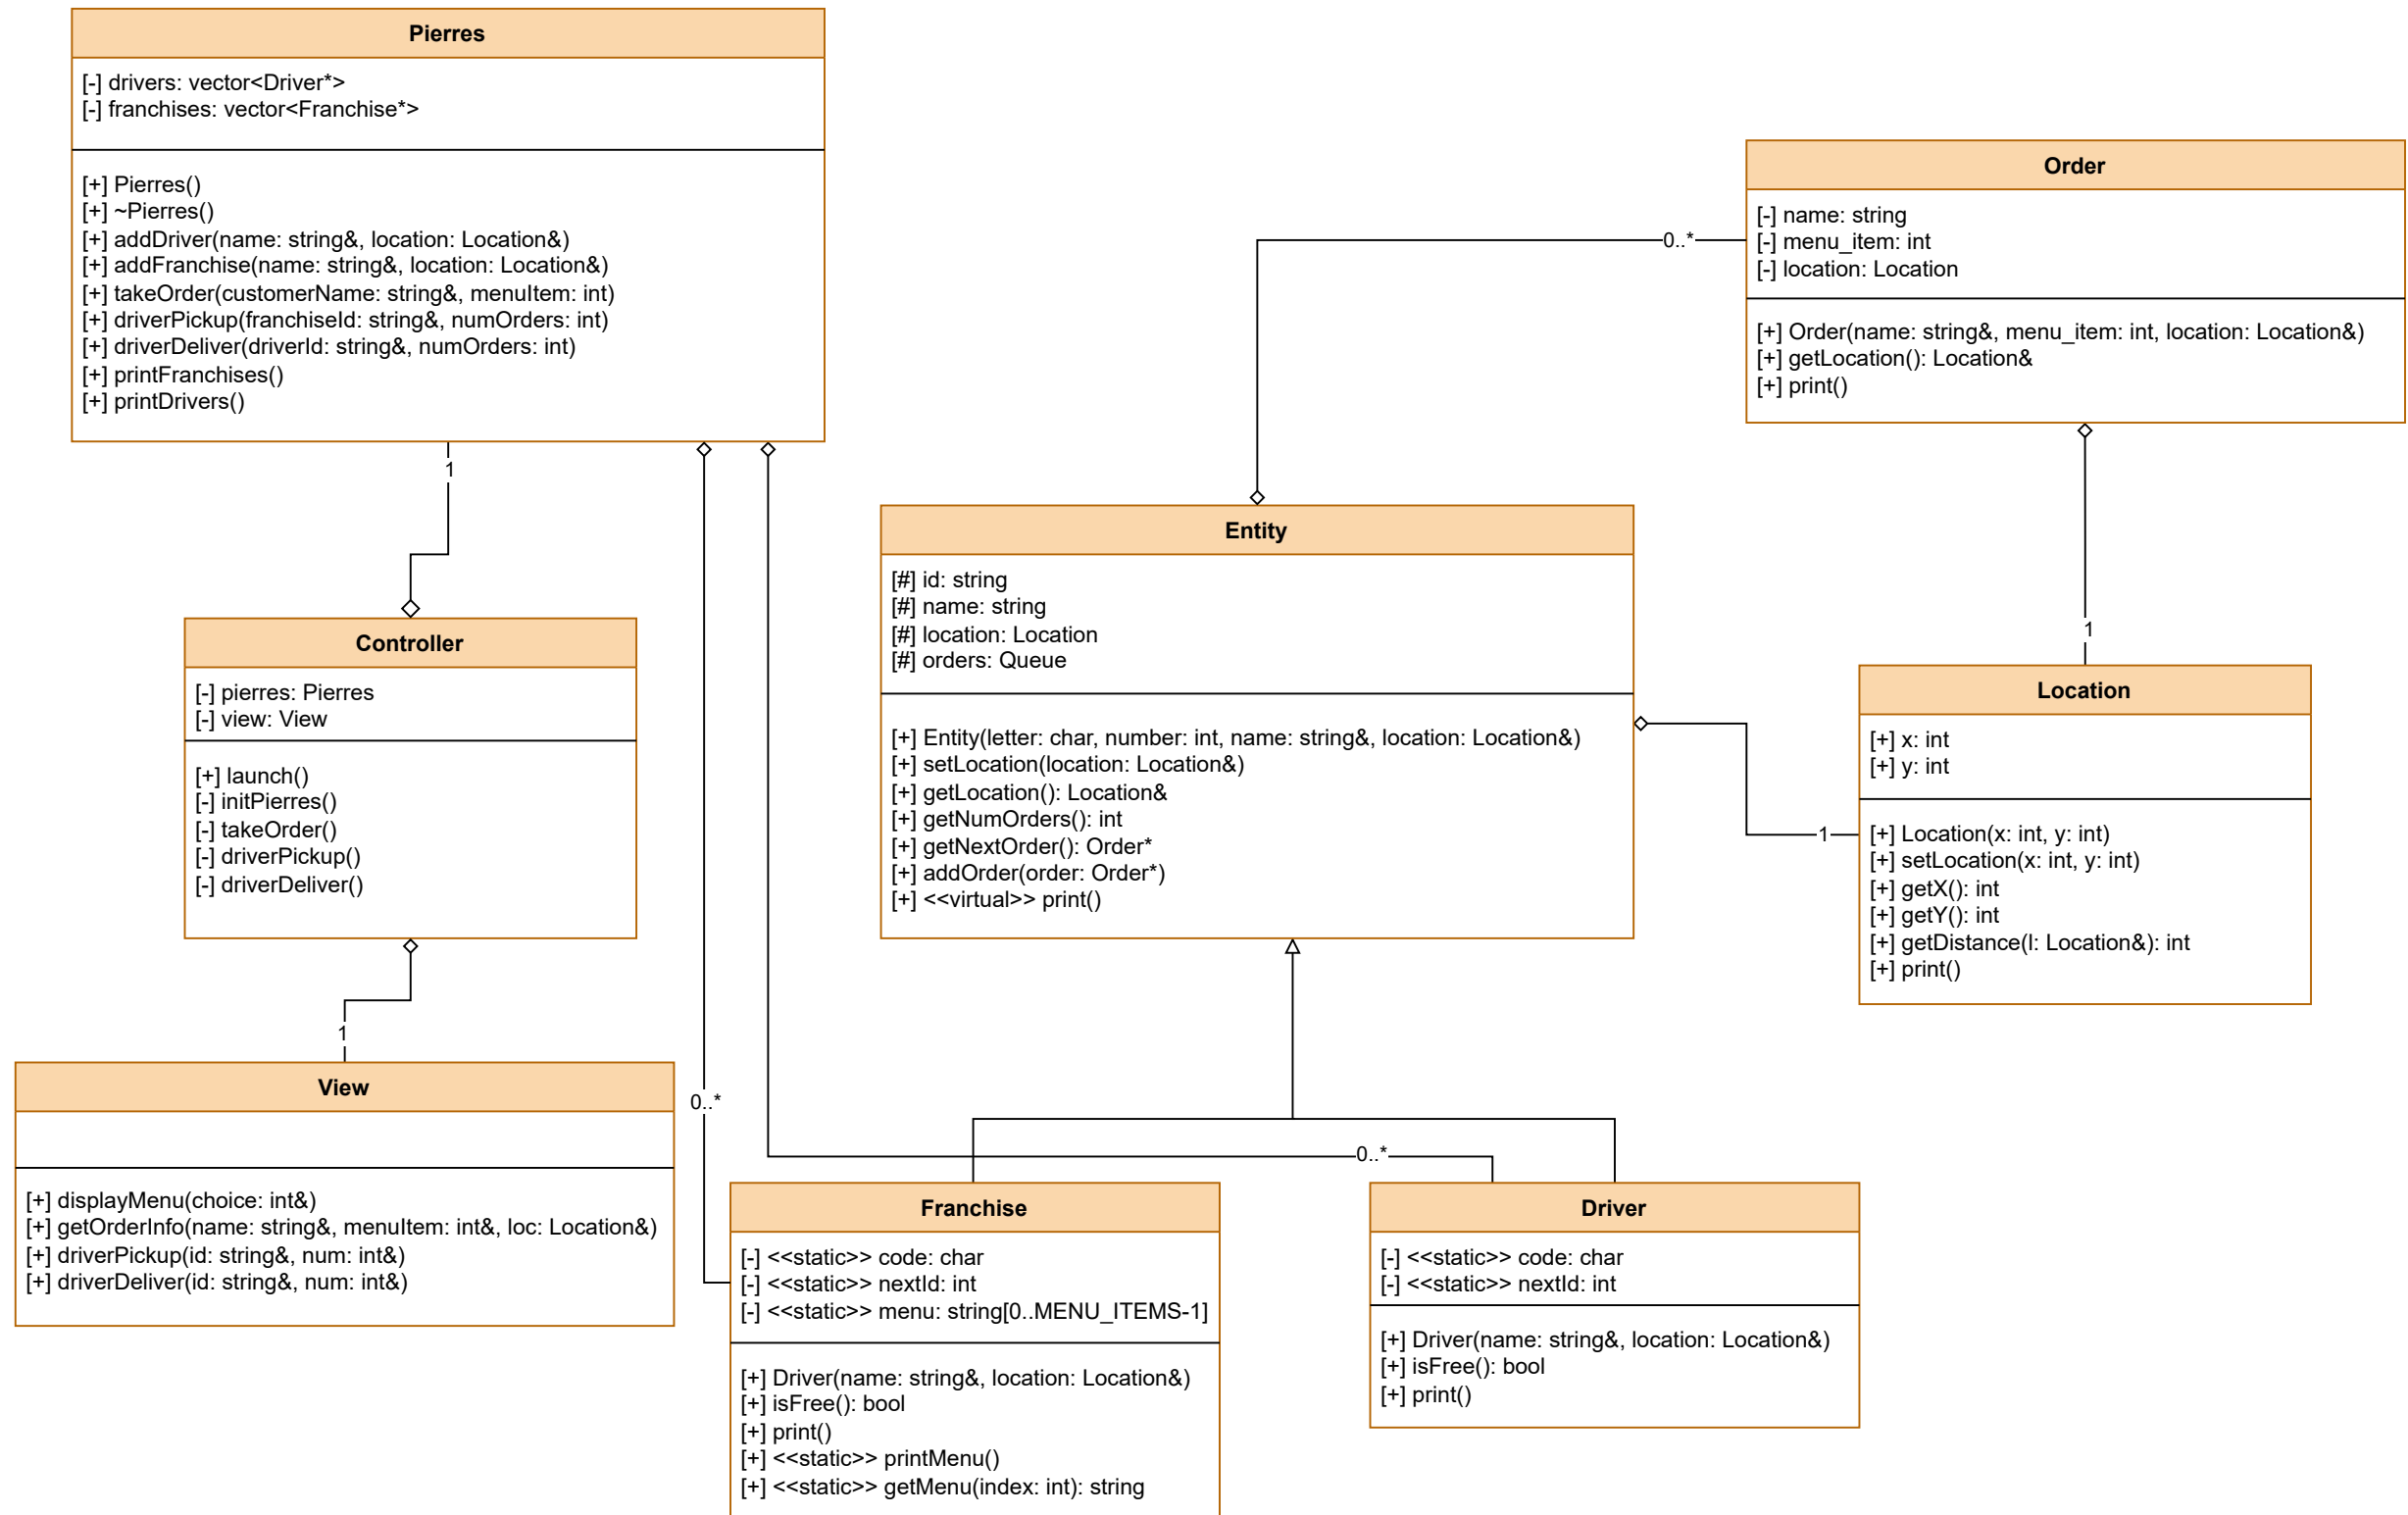 Pierres
[-] drivers: vector<Driver*>
[-] franchises: vector<Franchise*>
[+] Pierres()
[+] ~Pierres()
[+] addDriver(name: string&, location: Location&)
[+] addFranchise(name: string&, location: Location&)
[+] takeOrder(customerName: string&, menuItem: int)
[+] driverPickup(franchiseId: string&, numOrders: int)
[+] driverDeliver(driverId: string&, numOrders: int)
[+] printFranchises()
[+] printDrivers()
1
Order
[-] name: string
[-] menu_item: int
[-] location: Location
[+] Order(name: string&, menu_item: int, location: Location&)
[+] getLocation(): Location&
[+] print()
0..*
1
Entity
[#] id: string
[#] name: string
[#] location: Location
[#] orders: Queue
[+] Entity(letter: char, number: int, name: string&, location: Location&)
[+] setLocation(location: Location&)
[+] getLocation(): Location&
[+] getNumOrders(): int
[+] getNextOrder(): Order*
[+] addOrder(order: Order*)
[+] <<virtual>> print()
Controller
[-] pierres: Pierres
[-] view: View
[+] launch()
[-] initPierres()
[-] takeOrder()
[-] driverPickup()
[-] driverDeliver()
1
Location
[+] x: int
[+] y: int
[+] Location(x: int, y: int)
[+] setLocation(x: int, y: int)
[+] getX(): int
[+] getY(): int
[+] getDistance(l: Location&): int
[+] print()
1
View
[+] displayMenu(choice: int&)
[+] getOrderInfo(name: string&, menuItem: int&, loc: Location&)
[+] driverPickup(id: string&, num: int&)
[+] driverDeliver(id: string&, num: int&)
0..*
0..*
Franchise
[-] <<static>> code: char
[-] <<static>> nextId: int
[-] <<static>> menu: string[0..MENU_ITEMS-1]
[+] Driver(name: string&, location: Location&)
[+] isFree(): bool
[+] print()
[+] <<static>> printMenu()
[+] <<static>> getMenu(index: int): string
Driver
[-] <<static>> code: char
[-] <<static>> nextId: int
[+] Driver(name: string&, location: Location&)
[+] isFree(): bool
[+] print()